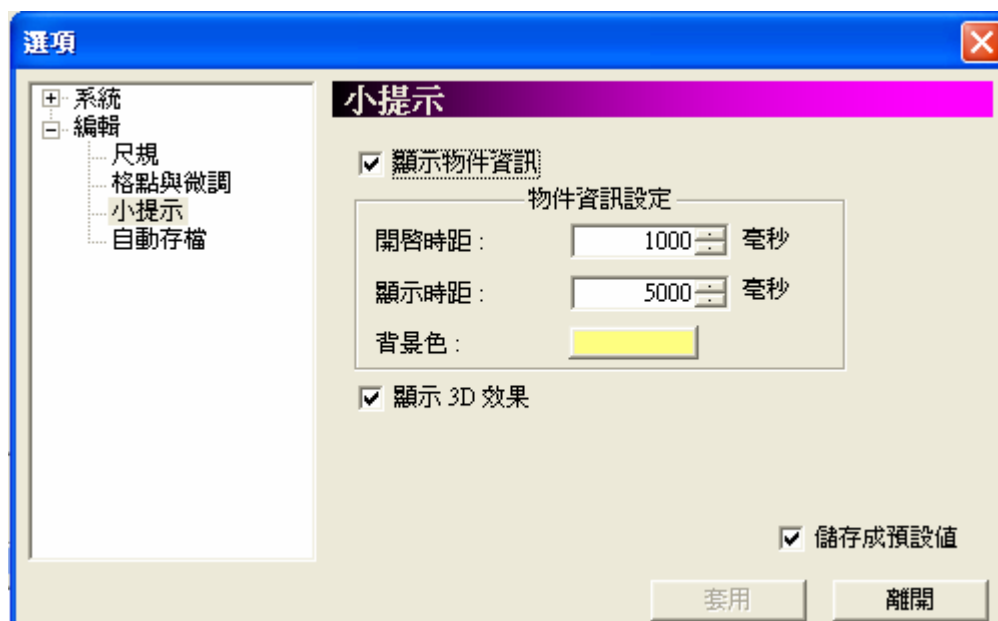 選項
系統
編輯
尺規
格點與微調
小提示
自動存檔
小提示
顯示物件資訊
物件資訊設定
開啓時距 : 1000 毫秒
顯示時距 : 5000 毫秒
背景色 :
顯示 3D 效果
儲存成預設值
套用 離開